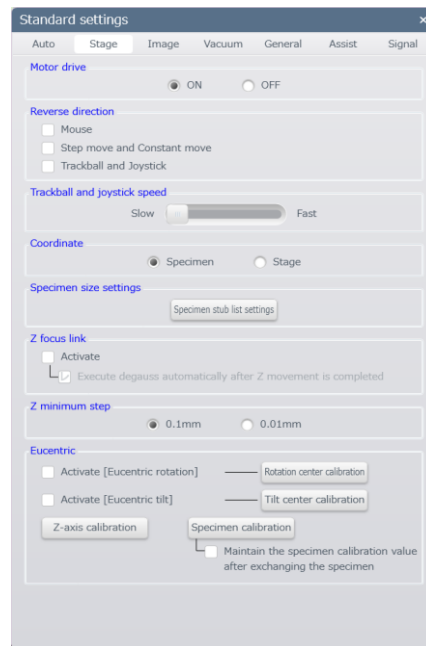 Standard settings ×
Auto Stage Image Vacuum General Assist Signal
Motor drive
ON OFF
Reverse direction
Mouse
Step move and Constant move
Trackball and Joystick
Trackball and joystick speed
Slow Fast
Coordinate
Specimen Stage
Specimen size settings
Specimen stub list settings
Z focus link
Activate
Execute degauss automatically after Z movement is completed
Z minimum step
0.1mm 0.01mm
Eucentric
Activate [Eucentric rotation] Rotation center calibration
Activate [Eucentric tilt] Tilt center calibration
Z-axis calibration Specimen calibration
Maintain the specimen calibration value
after exchanging the specimen